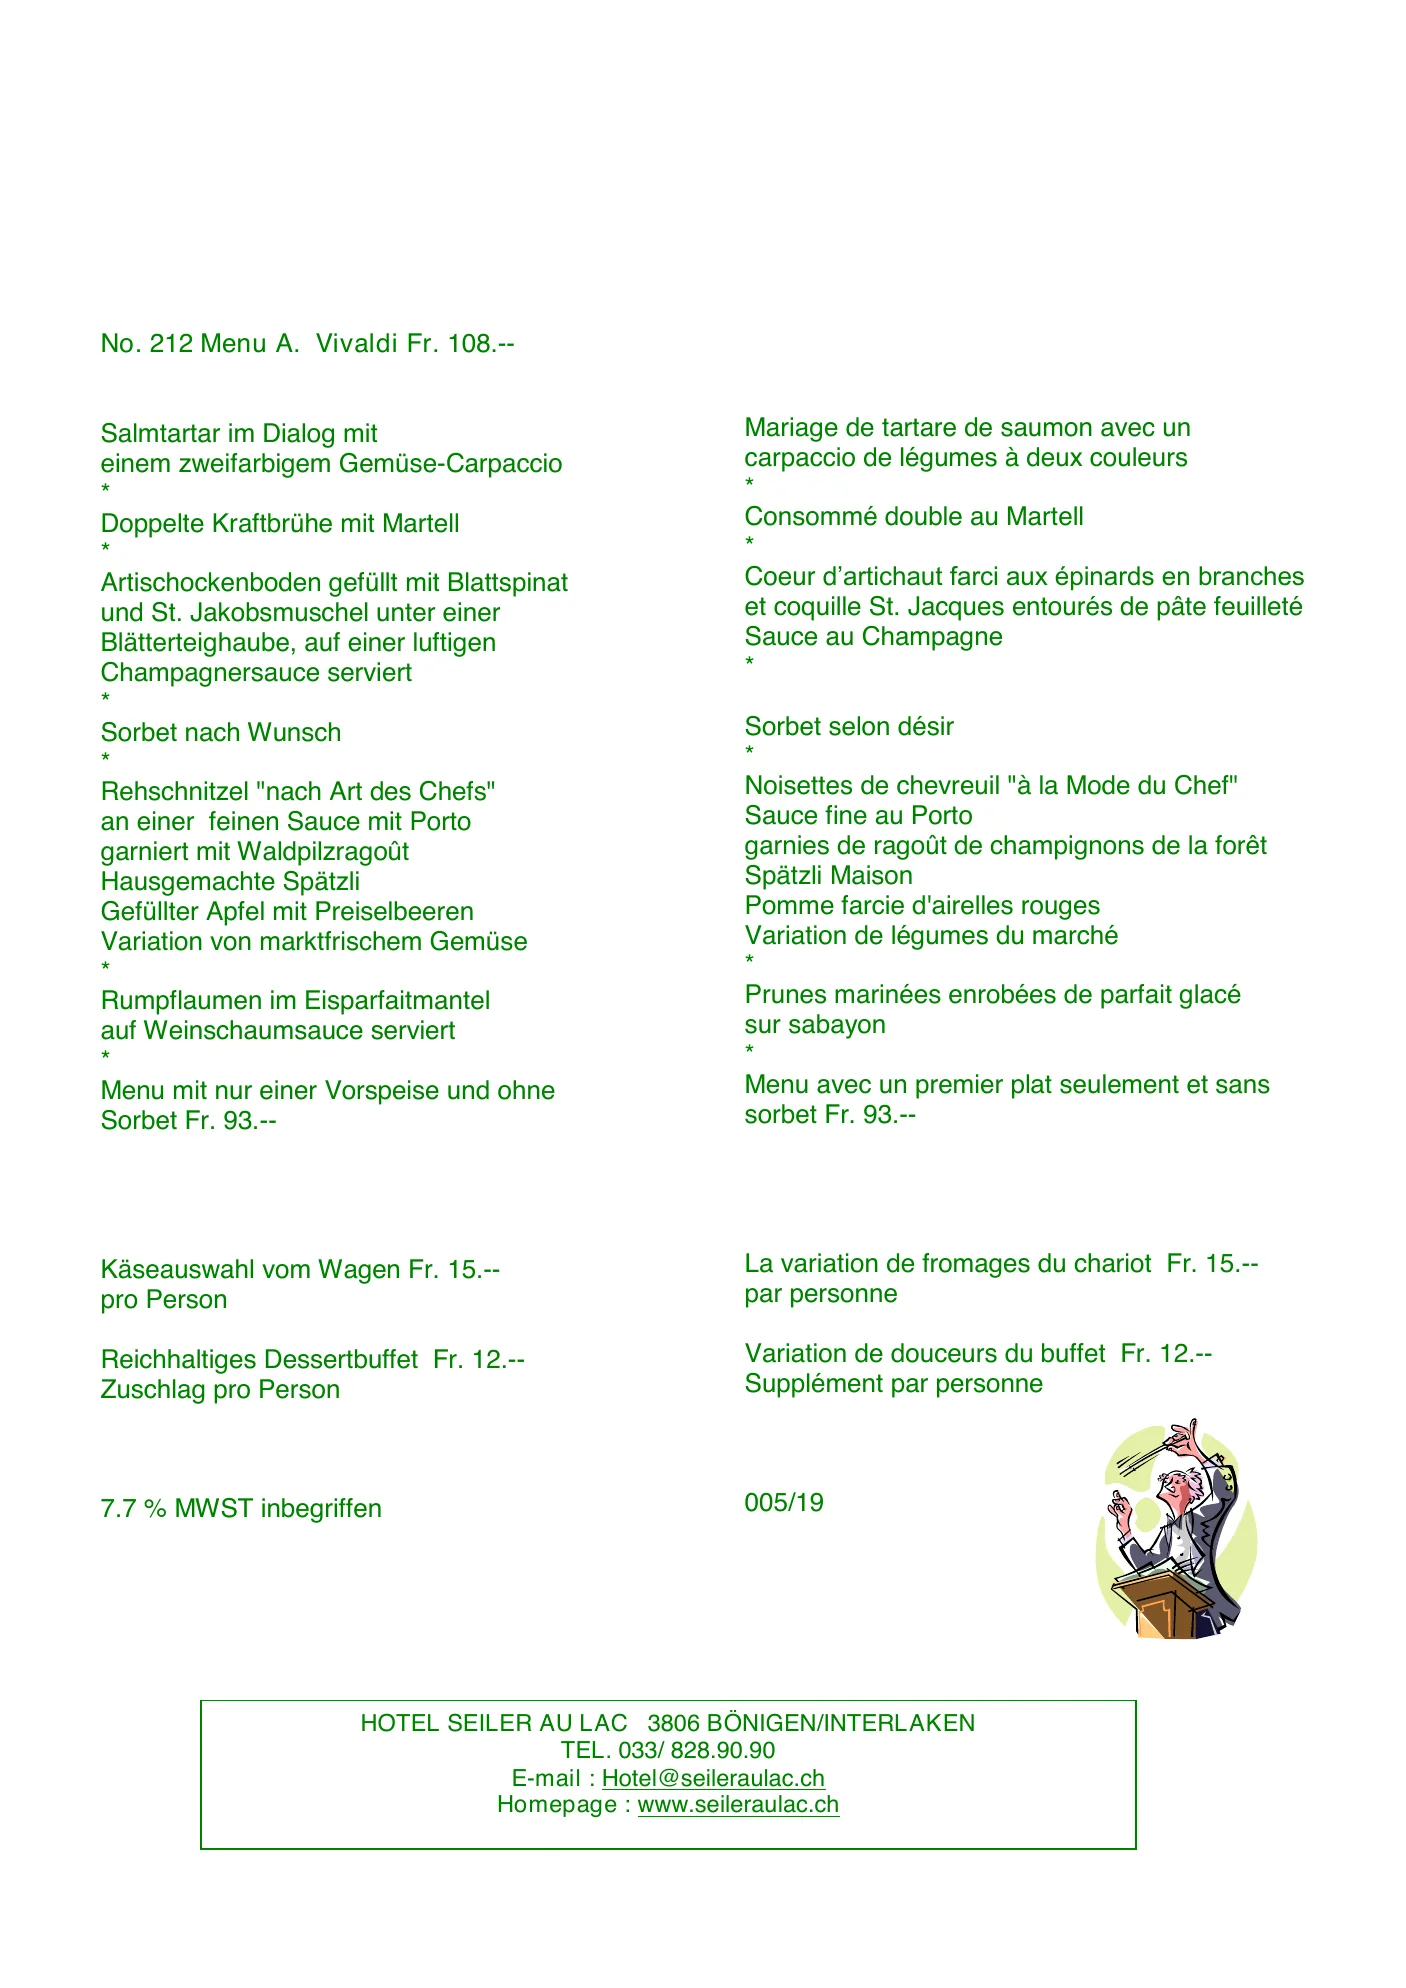 No. 212 Menu A.  Vivaldi Fr. 108.--
Salmtartar im Dialog mit
einem zweifarbigem Gemüse-Carpaccio
*
Doppelte Kraftbrühe mit Martell
*
Artischockenboden gefüllt mit Blattspinat
und St. Jakobsmuschel unter einer
Blätterteighaube, auf einer luftigen
Champagnersauce serviert
*
Sorbet nach Wunsch
*
Rehschnitzel "nach Art des Chefs"
an einer  feinen Sauce mit Porto
garniert mit Waldpilzragoût
Hausgemachte Spätzli
Gefüllter Apfel mit Preiselbeeren
Variation von marktfrischem Gemüse
*
Rumpflaumen im Eisparfaitmantel
auf Weinschaumsauce serviert
*
Menu mit nur einer Vorspeise und ohne
Sorbet Fr. 93.--
Käseauswahl vom Wagen Fr. 15.--
pro Person
Reichhaltiges Dessertbuffet  Fr. 12.--
Zuschlag pro Person
7.7 % MWST inbegriffen
Mariage de tartare de saumon avec un
carpaccio de légumes à deux couleurs
*
Consommé double au Martell
*
Coeur d’artichaut farci aux épinards en branches
et coquille St. Jacques entourés de pâte feuilleté
Sauce au Champagne
*
Sorbet selon désir
*
Noisettes de chevreuil "à la Mode du Chef"
Sauce fine au Porto
garnies de ragoût de champignons de la forêt
Spätzli Maison
Pomme farcie d'airelles rouges
Variation de légumes du marché
*
Prunes marinées enrobées de parfait glacé
sur sabayon
*
Menu avec un premier plat seulement et sans
sorbet Fr. 93.--
La variation de fromages du chariot  Fr. 15.--
par personne
Variation de douceurs du buffet  Fr. 12.--
Supplément par personne
005/19
HOTEL SEILER AU LAC   3806 BÖNIGEN/INTERLAKEN
TEL. 033/ 828.90.90
E-mail : Hotel@seileraulac.ch
Homepage : www.seileraulac.ch